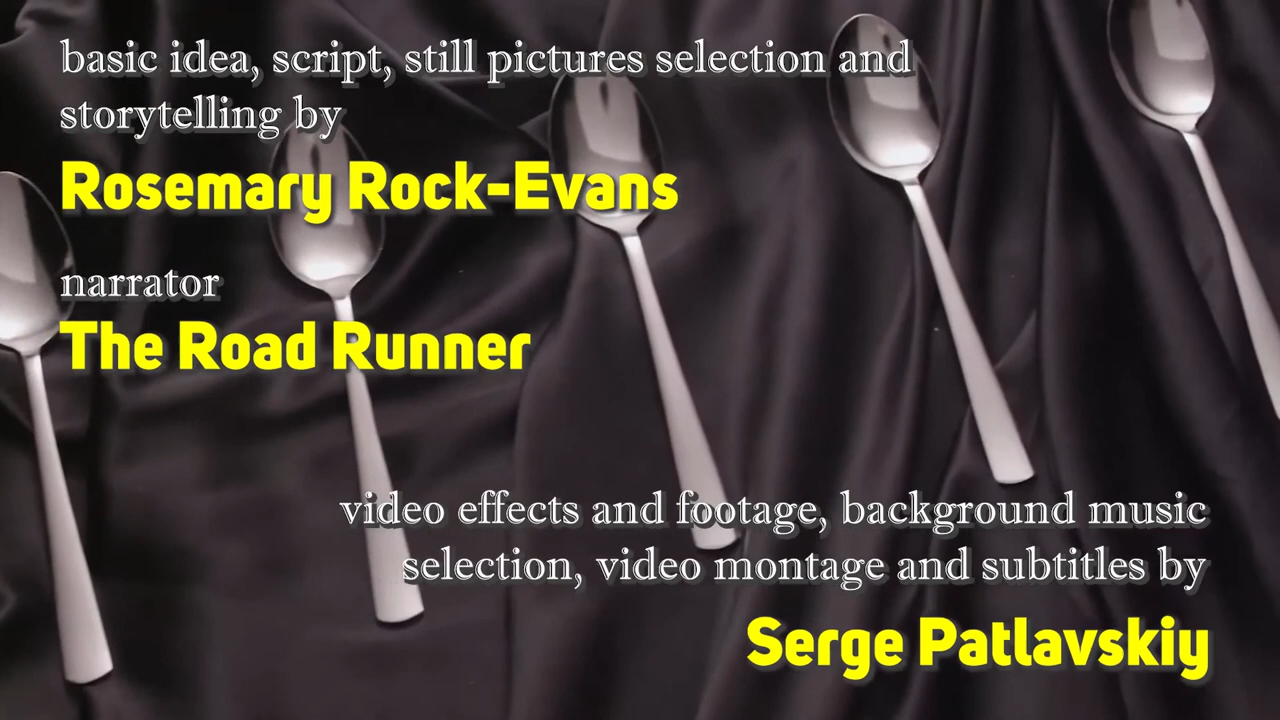 basic idea, script, still pictures selection and
storytelling by
Rosemary Rock-Evans
narrator
The Road Runner
video effects and footage, background music
selection, video montage and subtitles by
Serge Patlavskiy